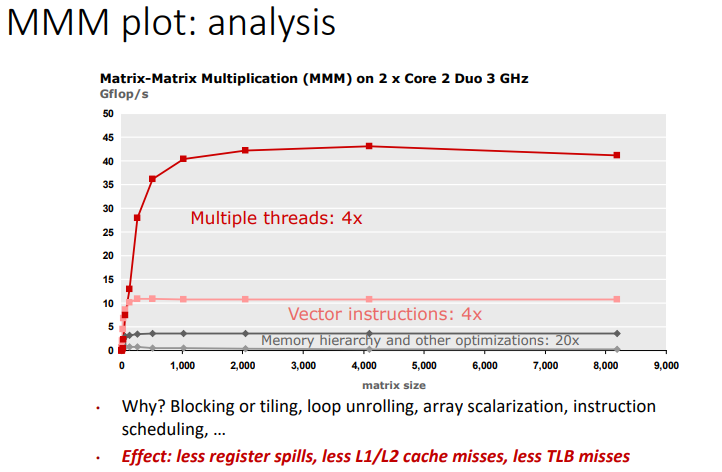 MMM plot: analysis
Matrix-Matrix Multiplication (MMM) on 2 x Core 2 Duo 3 GHz
Gflop/s
50
45
40
35
30
25
20
15
10
5
0
Multiple threads: 4x
Vector instructions: 4x
Memory hierarchy and other optimizations: 20x
0 1,000 2,000 3,000 4,000 5,000 6,000 7,000 8,000 9,000
matrix size
• Why? Blocking or tiling, loop unrolling, array scalarization, instruction
scheduling, …
• Effect: less register spills, less L1/L2 cache misses, less TLB misses